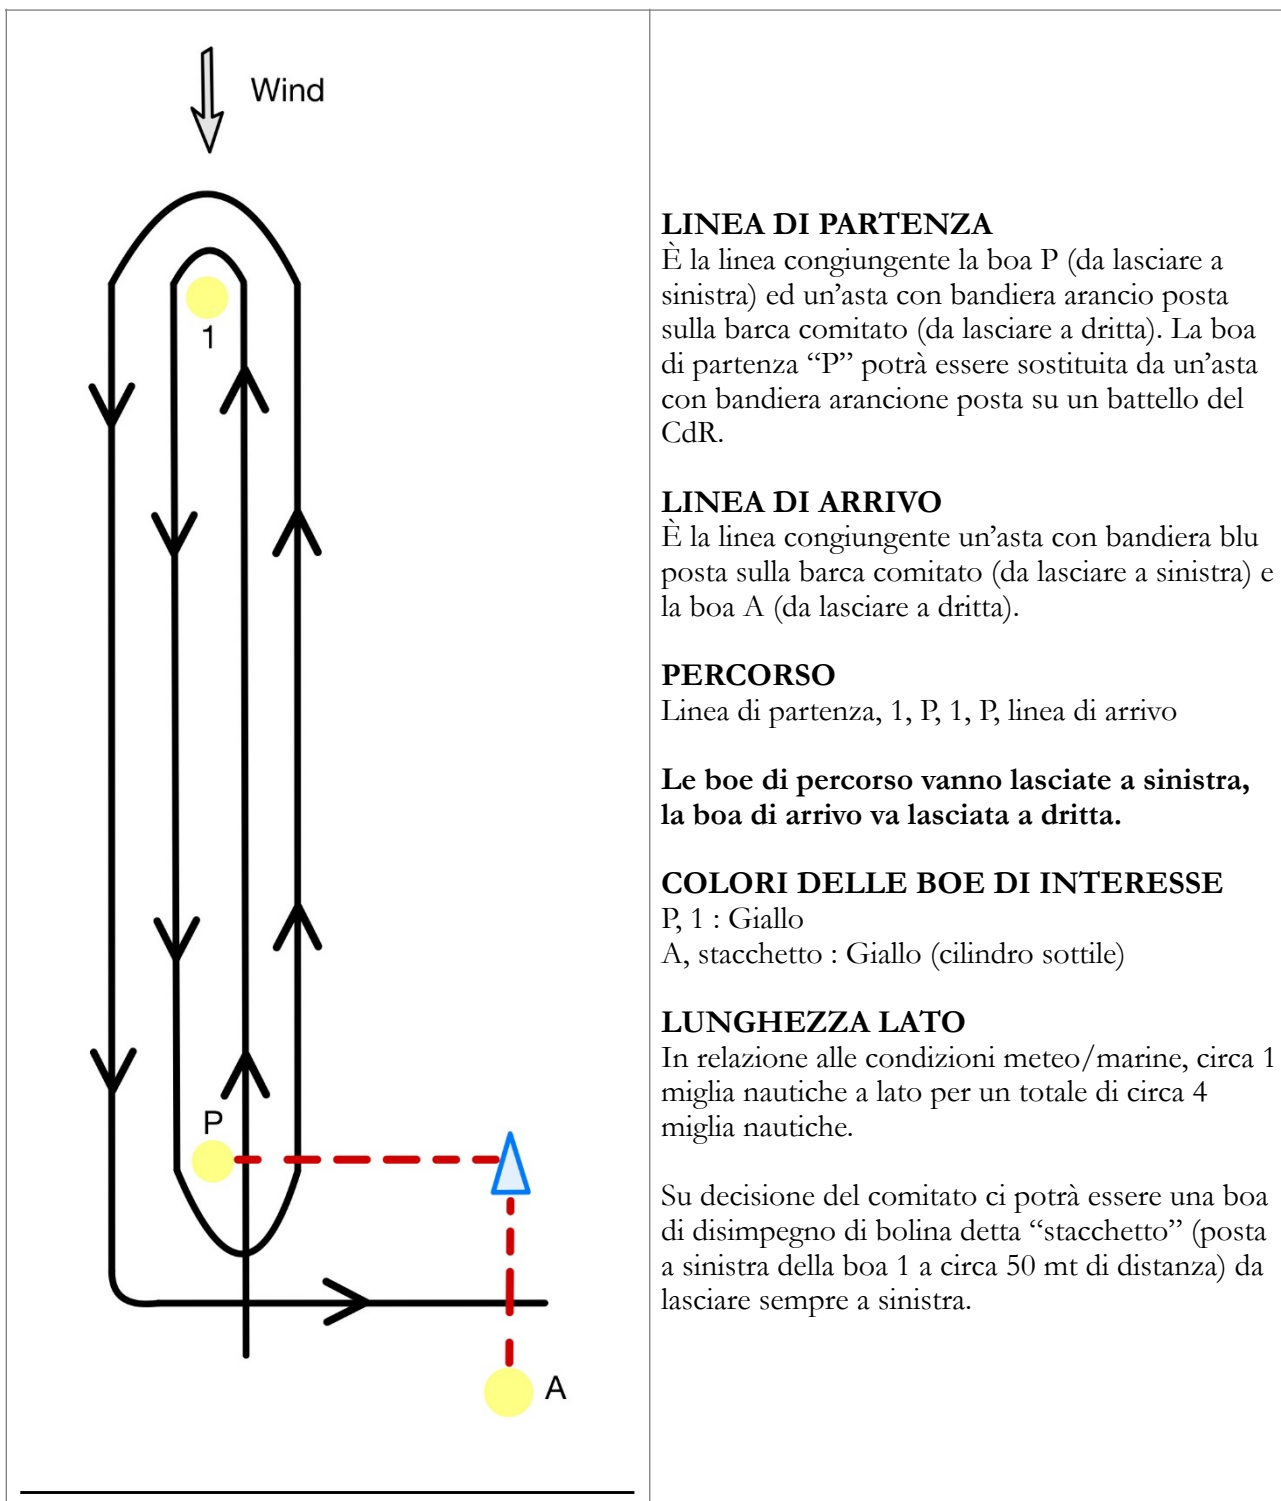 Wind
1
P
A
LINEA DI PARTENZA
È la linea congiungente la boa P (da lasciare a
sinistra) ed un’asta con bandiera arancio posta
sulla barca comitato (da lasciare a dritta). La boa
di partenza “P” potrà essere sostituita da un’asta
con bandiera arancione posta su un battello del
CdR.
LINEA DI ARRIVO
È la linea congiungente un’asta con bandiera blu
posta sulla barca comitato (da lasciare a sinistra) e
la boa A (da lasciare a dritta).
PERCORSO
Linea di partenza, 1, P, 1, P, linea di arrivo
Le boe di percorso vanno lasciate a sinistra,
la boa di arrivo va lasciata a dritta.
COLORI DELLE BOE DI INTERESSE
P, 1 : Giallo
A, stacchetto : Giallo (cilindro sottile)
LUNGHEZZA LATO
In relazione alle condizioni meteo/marine, circa 1
miglia nautiche a lato per un totale di circa 4
miglia nautiche.
Su decisione del comitato ci potrà essere una boa
di disimpegno di bolina detta “stacchetto” (posta
a sinistra della boa 1 a circa 50 mt di distanza) da
lasciare sempre a sinistra.